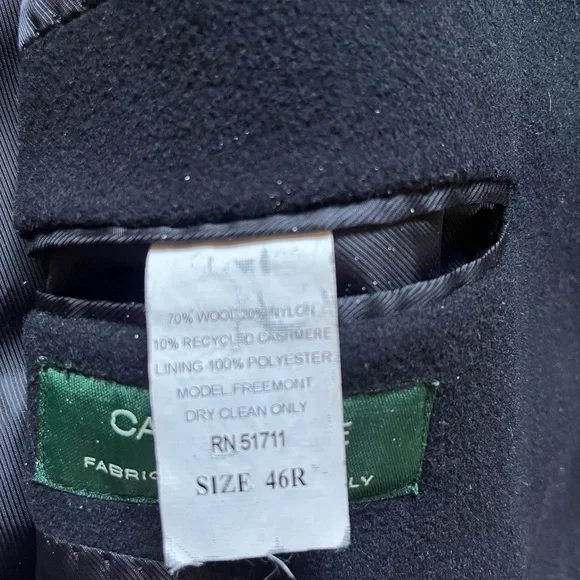 70% WOOL 20% NYLON
10% RECYCLED CASHMERE
LINING 100% POLYESTER
MODEL.FREEMONT
DRY CLEAN ONLY
RN 51711
SIZE 46R